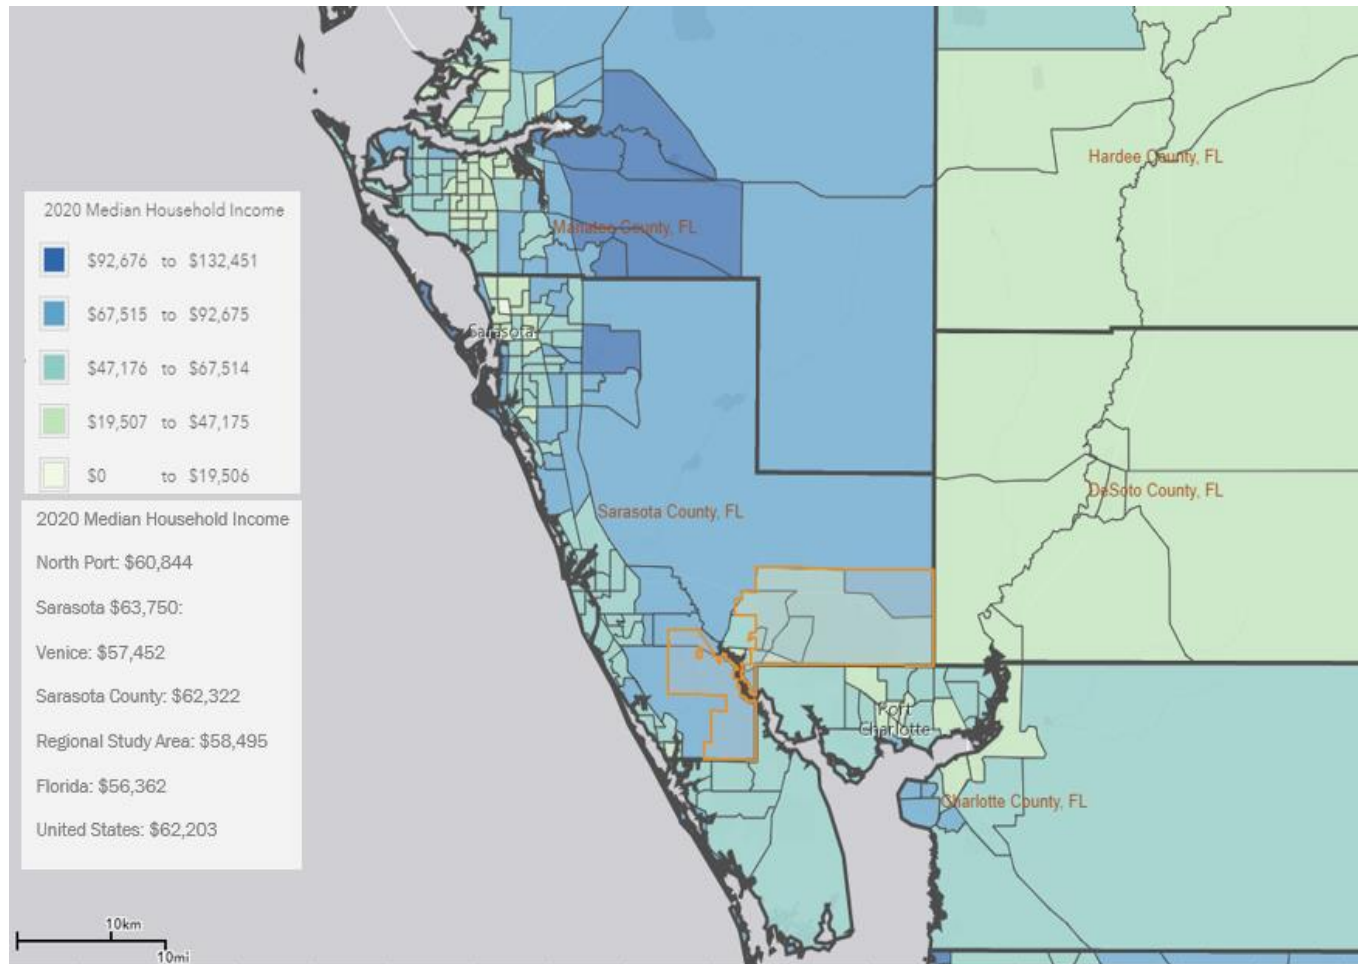 Hardee County, FL
2020 Median Household Income
$92,676 to $132,451
$67,515 to $92,675
$47,176 to $67,514
$19,507 to $47,175
$0 to $19,506
Manatee County, FL
Sarasota
DeSoto County, FL
Sarasota County, FL
2020 Median Household Income
North Port: $60,844
Sarasota $63,750:
Venice: $57,452
Sarasota County: $62,322
Regional Study Area: $58,495
Florida: $56,362
United States: $62,203
Port
Charlotte
Charlotte County, FL
10km
10mi